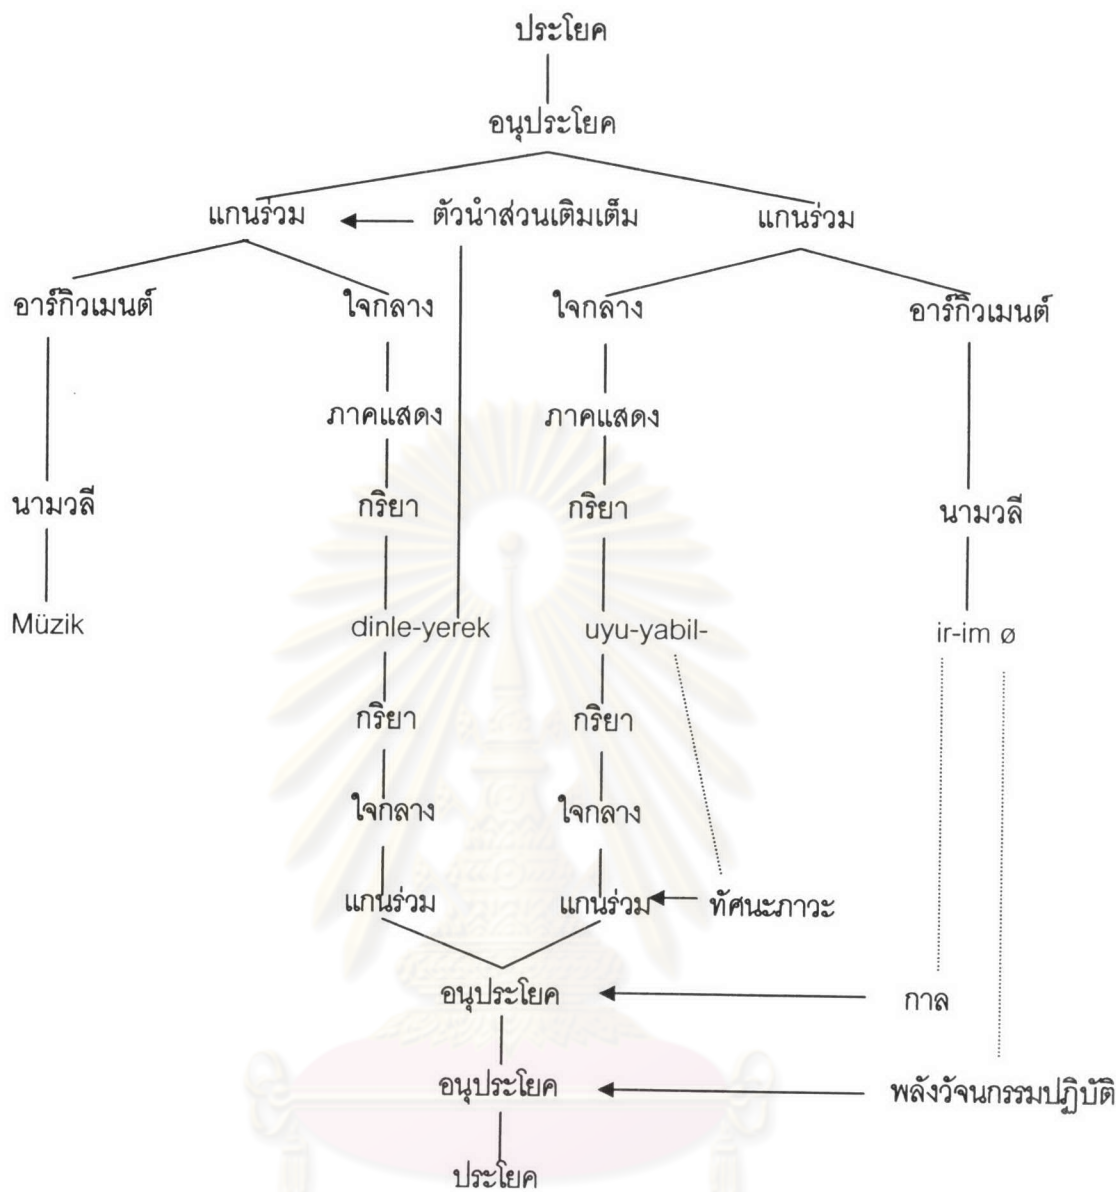 ประโยค
อนุประโยค
แกนร่วม ตัวนำส่วนเติมเต็ม แกนร่วม
อาร์กิวเมนต์ ใจกลาง ใจกลาง อาร์กิวเมนต์
ภาคแสดง ภาคแสดง
นามวลี กริยา กริยา นามวลี
Müzik dinle-yerek uyu-yabil- ir-im ø
กริยา กริยา
ใจกลาง ใจกลาง
แกนร่วม แกนร่วม ทัศนะภาวะ
อนุประโยค กาล
อนุประโยค พลังวัจนกรรมปฏิบัติ
ประโยค